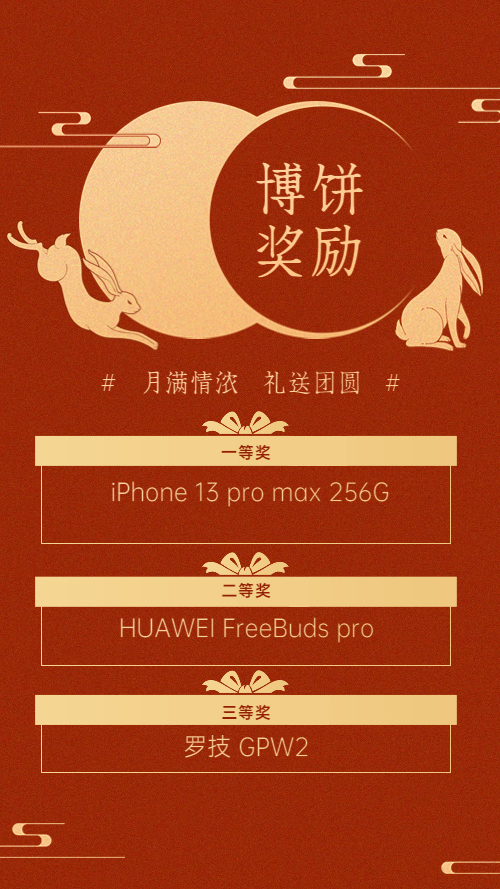 博饼
奖励
# 月满情浓 礼送团圆 #
一等奖
iPhone 13 pro max 256G
二等奖
HUAWEI FreeBuds pro
三等奖
罗技 GPW2